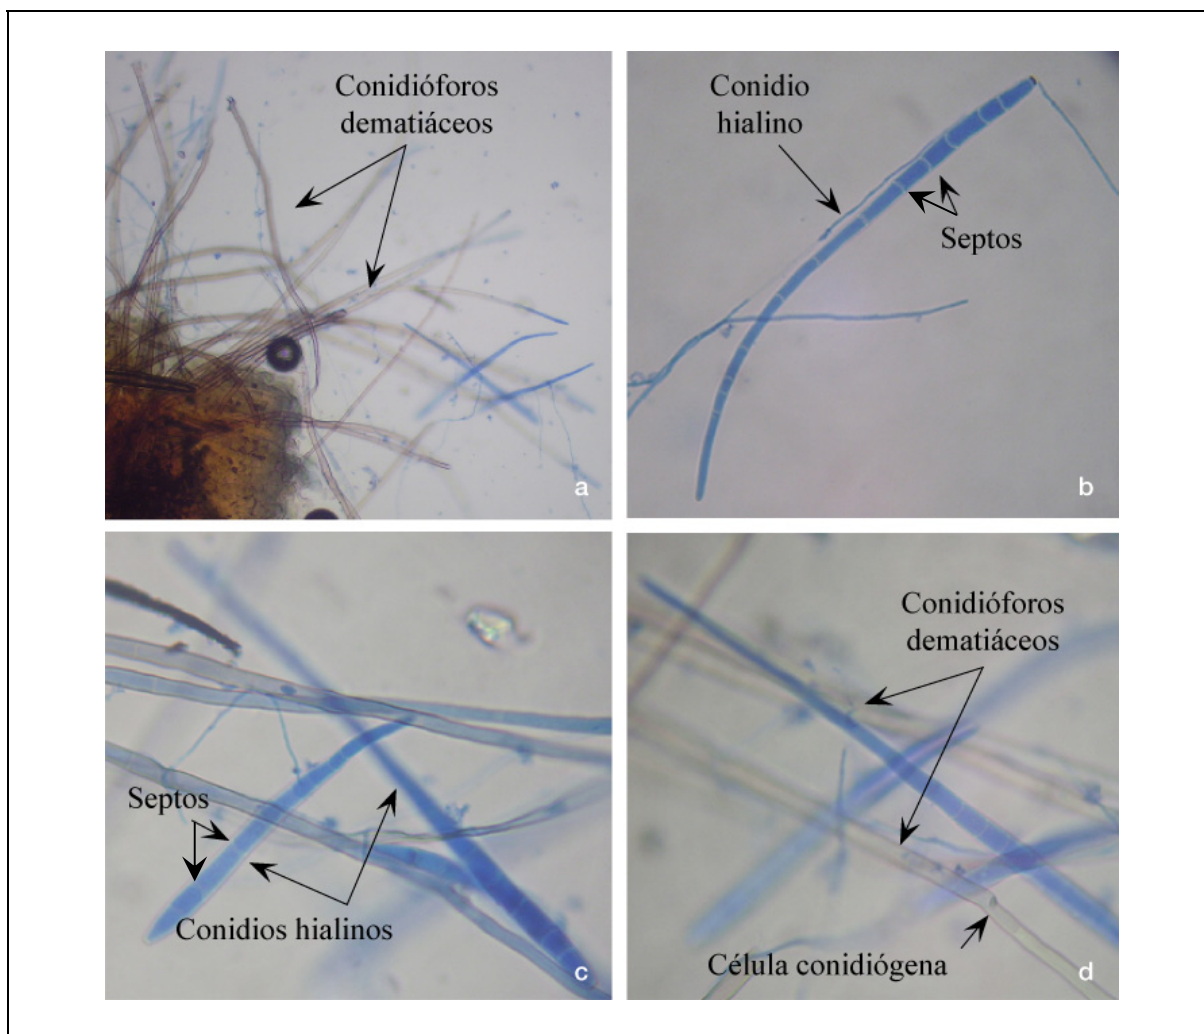 Conidióforos
dematiáceos
a
Conidio
hialino
Septos
b
Septos
Conidios hialinos
c
Conidióforos
dematiáceos
Célula conidiógena
d